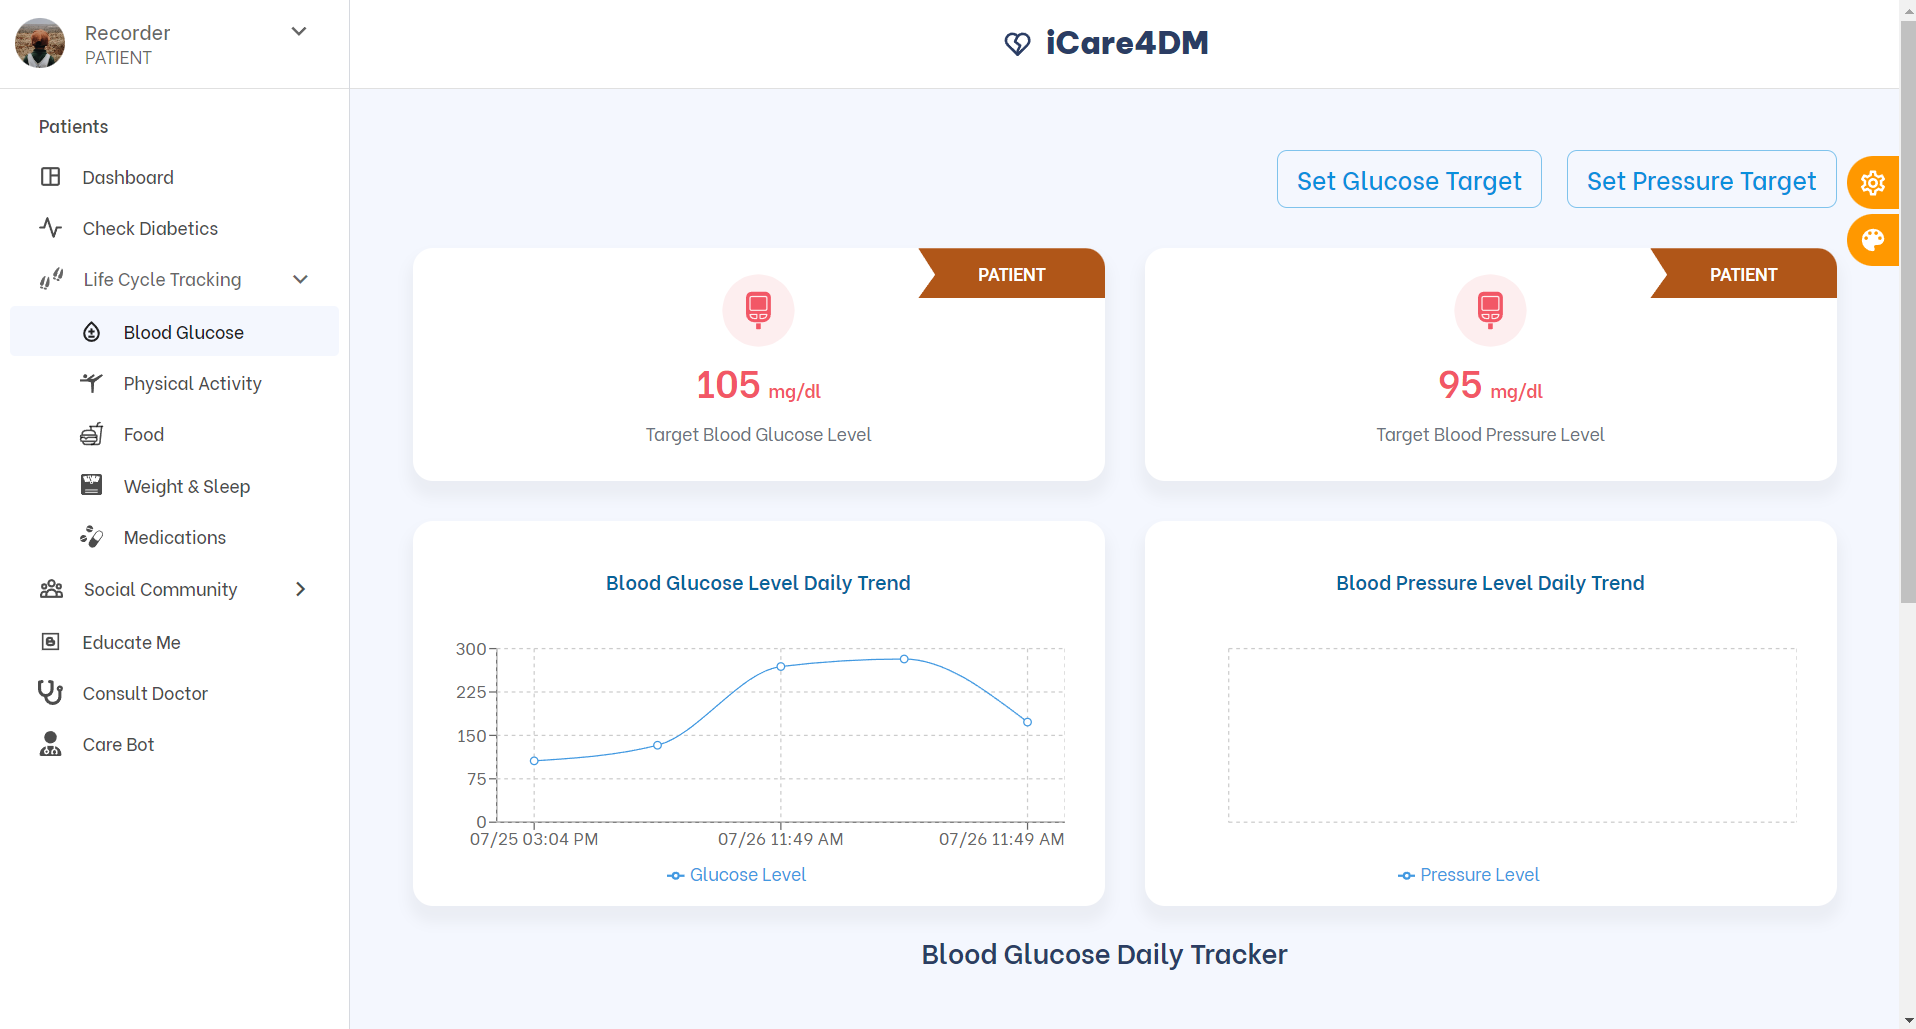 Recorder
PATIENT
iCare4DM
Patients
Dashboard
Check Diabetics
Life Cycle Tracking
Blood Glucose
Physical Activity
Food
Weight & Sleep
Medications
Social Community
Educate Me
Consult Doctor
Care Bot
Set Glucose Target
Set Pressure Target
PATIENT
105 mg/dl
Target Blood Glucose Level
PATIENT
95 mg/dl
Target Blood Pressure Level
Blood Glucose Level Daily Trend
300
225
150
75
0
07/25 03:04 PM
07/26 11:49 AM
07/26 11:49 AM
Glucose Level
Blood Pressure Level Daily Trend
Pressure Level
Blood Glucose Daily Tracker